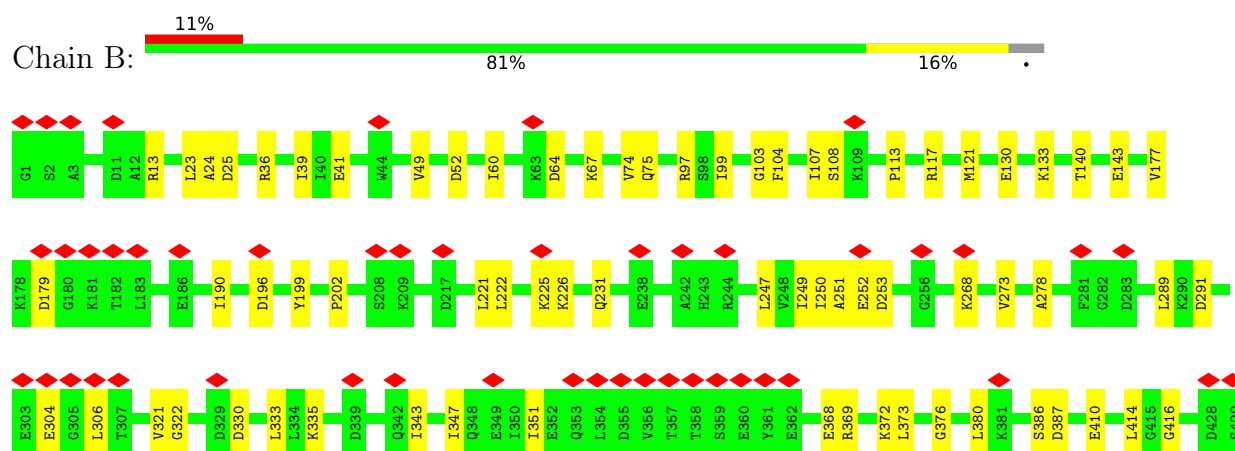 11%
Chain B:
81% 16% •
G1 S2 A3 D11 A12 R13 L23 A24 D25 R36 I39 I40 E41 W44 V49 D52 I60 K63 D64 K67 V74 Q75 R97 S98 I99 G103 F104 I107 S108 K109 P113 R117 M121 E130 K133 T140 E143 V177
K178 D179 G180 K181 T182 L183 E186 I190 D196 Y199 P202 S208 K209 D217 L221 L222 K225 K226 Q231 E238 A242 H243 R244 L247 V248 I249 I250 A251 E252 D253 G256 K268 V273 A278 F281 G282 D283 L289 K290 D291
E303 E304 G305 L306 T307 V321 G322 D329 D330 L333 L334 K335 D339 Q342 I343 I347 Q348 E349 I350 I351 E352 Q353 L354 D355 V356 T357 T358 S359 E360 Y361 E362 E368 R369 K372 L373 G376 L380 K381 S386 D387 E410 L414 G415 G416 D428